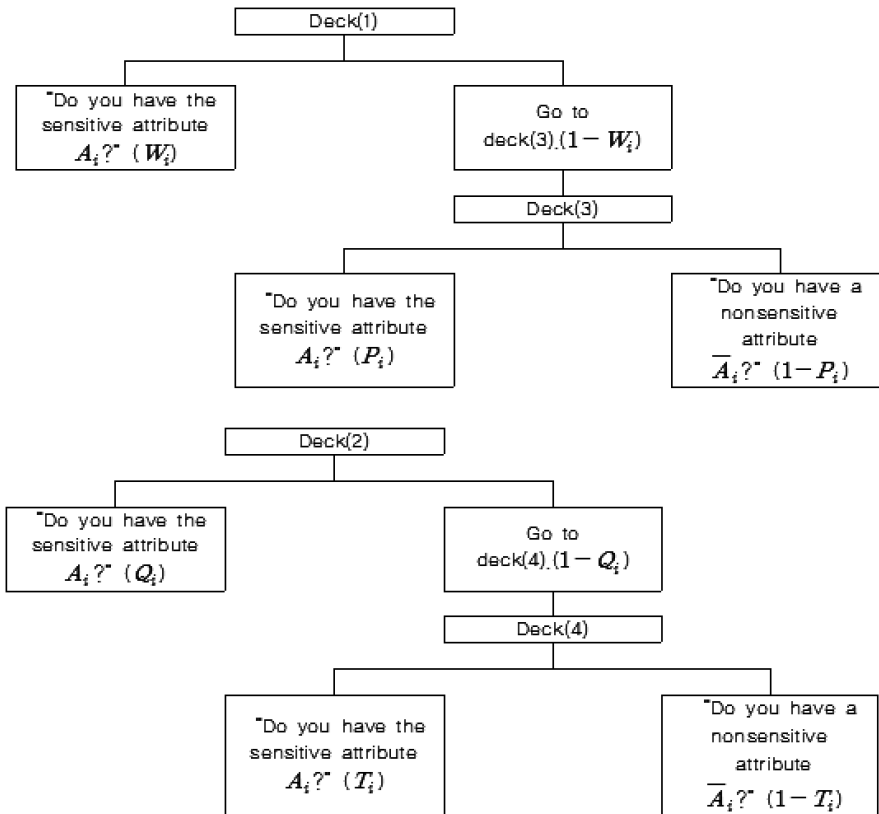 Deck(1)
"Do you have the
sensitive attribute
A_i?" (W_i)
Go to
deck(3).(1− W_i)
Deck(3)
"Do you have the
sensitive attribute
A_i?" (P_i)
"Do you have a
nonsensitive
attribute
A̅_i?" (1− P_i)
Deck(2)
"Do you have the
sensitive attribute
A_i?" (Q_i)
Go to
deck(4).(1− Q_i)
Deck(4)
"Do you have the
sensitive attribute
A_i?" (T_i)
"Do you have a
nonsensitive
attribute
A̅_i?" (1− T_i)